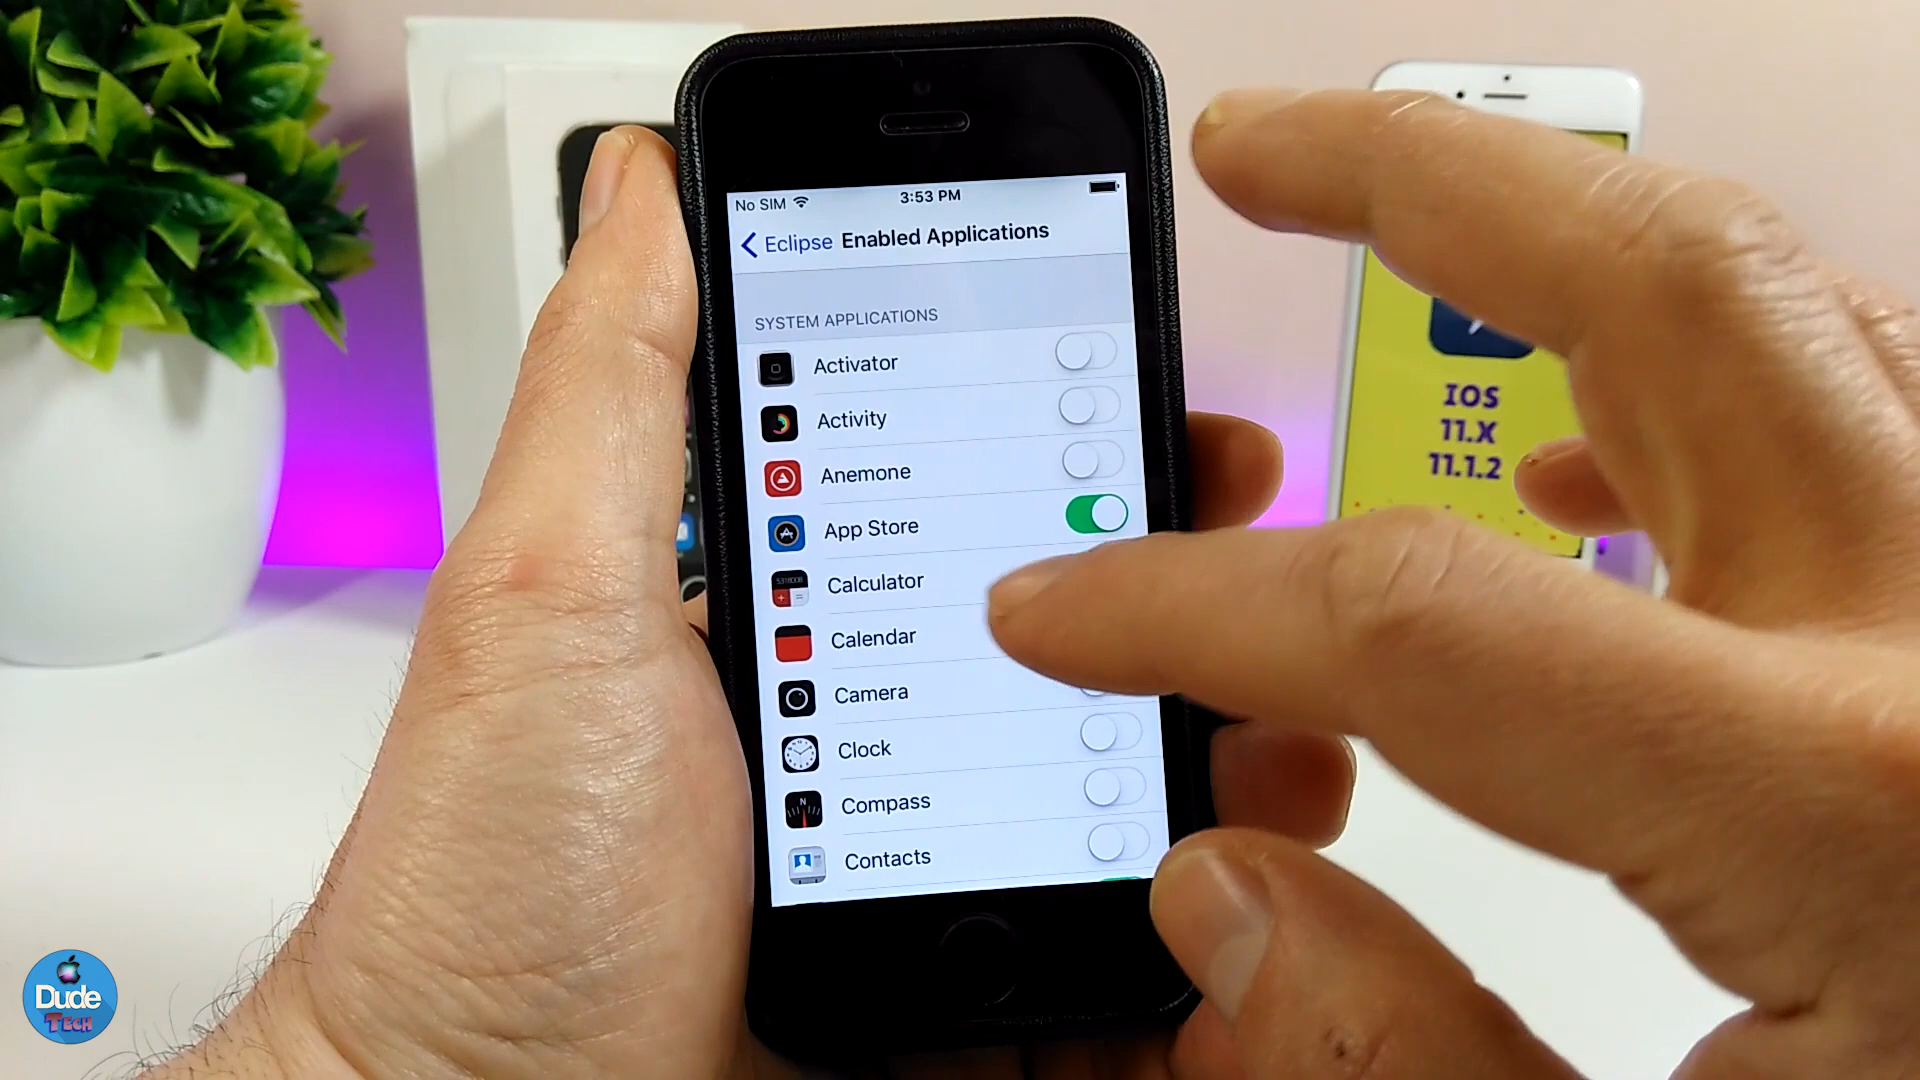 No SIM 3:53 PM
Eclipse Enabled Applications
SYSTEM APPLICATIONS
Activator
Activity
Anemone
App Store
Calculator
Calendar
Camera
Clock
Compass
Contacts
IOS
11.X
11.1.2
Dude
TECH